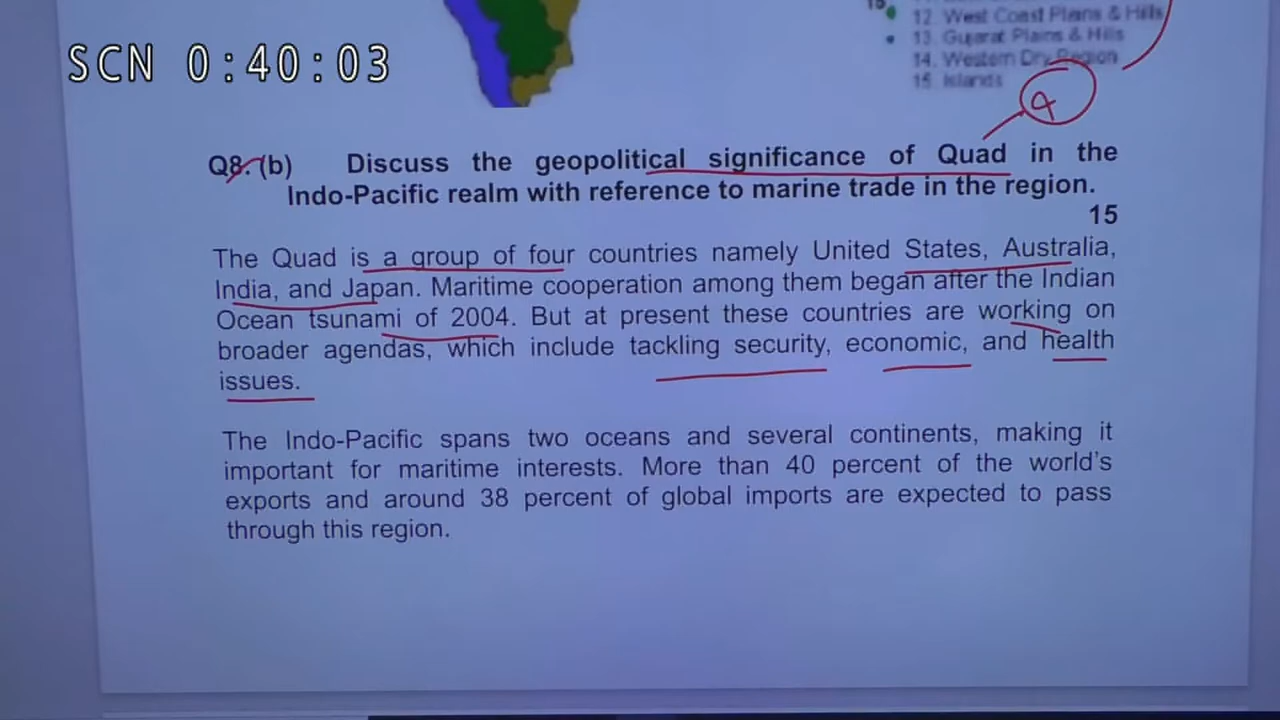 12. West Coast Plans & Hills
SCN 0:40:03
13. Gujarat Plains & Hills
14. Western Dry Region
15. Islands
4
Q8. (b) Discuss the geopolitical significance of Quad in the
Indo-Pacific realm with reference to marine trade in the region.
15
The Quad is a group of four countries namely United States, Australia,
India, and Japan. Maritime cooperation among them began after the Indian
Ocean tsunami of 2004. But at present these countries are working on
broader agendas, which include tackling security, economic, and health
issues.
The Indo-Pacific spans two oceans and several continents, making it
important for maritime interests. More than 40 percent of the world's
exports and around 38 percent of global imports are expected to pass
through this region.